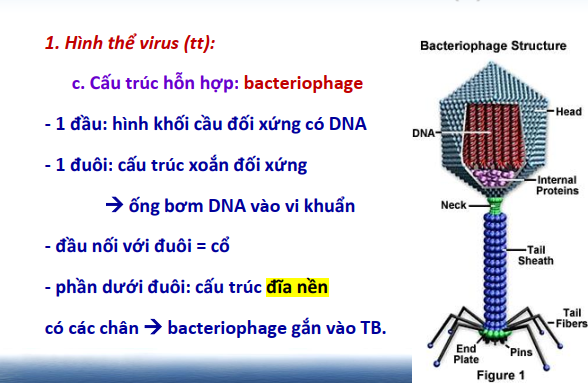 1. Hình thể virus (tt):
c. Cấu trúc hỗn hợp: bacteriophage
- 1 đầu: hình khối cầu đối xứng có DNA
- 1 đuôi: cấu trúc xoắn đối xứng
→ ống bơm DNA vào vi khuẩn
- đầu nối với đuôi = cổ
- phần dưới đuôi: cấu trúc đĩa nền
có các chân → bacteriophage gắn vào TB.
Bacteriophage Structure
Head
DNA
Internal
Proteins
Neck
Tail
Sheath
Tail
Fibers
End
Plate
Pins
Figure 1